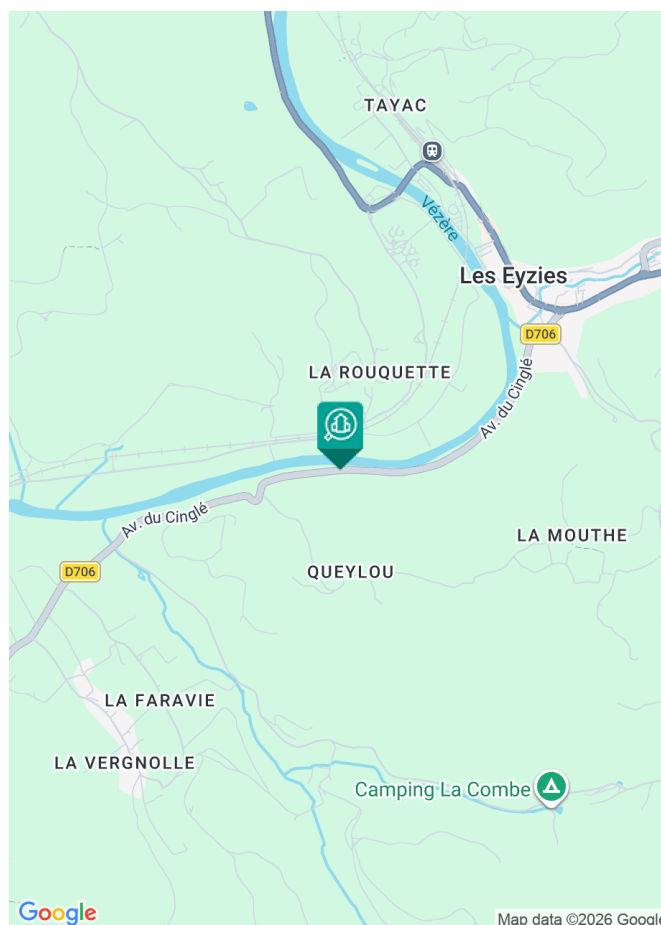 TAYAC
Vézère
Les Eyzies
D706
LA ROUQUETTE
Av. du Cinglé
Av. du Cinglé
LA MOUTHE
D706
QUEYLOU
LA FARAVIE
LA VERGNOLLE
Camping La Combe
Google
Map data ©2026 Google